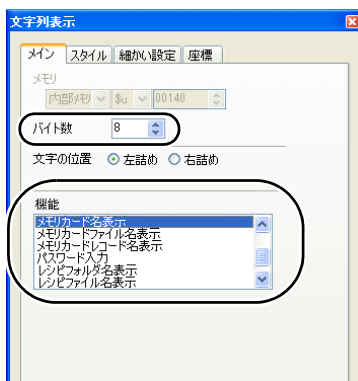 文字列表示
メイン スタイル 細かい設定 座標
メモリ
内部メモリ $u 00140
バイト数 8
文字の位置 左詰め 右詰め
機能
メモリカード名表示
メモリカードファイル名表示
メモリカードレコード名表示
パスワード入力
レシピフォルダ名表示
レシピファイル名表示